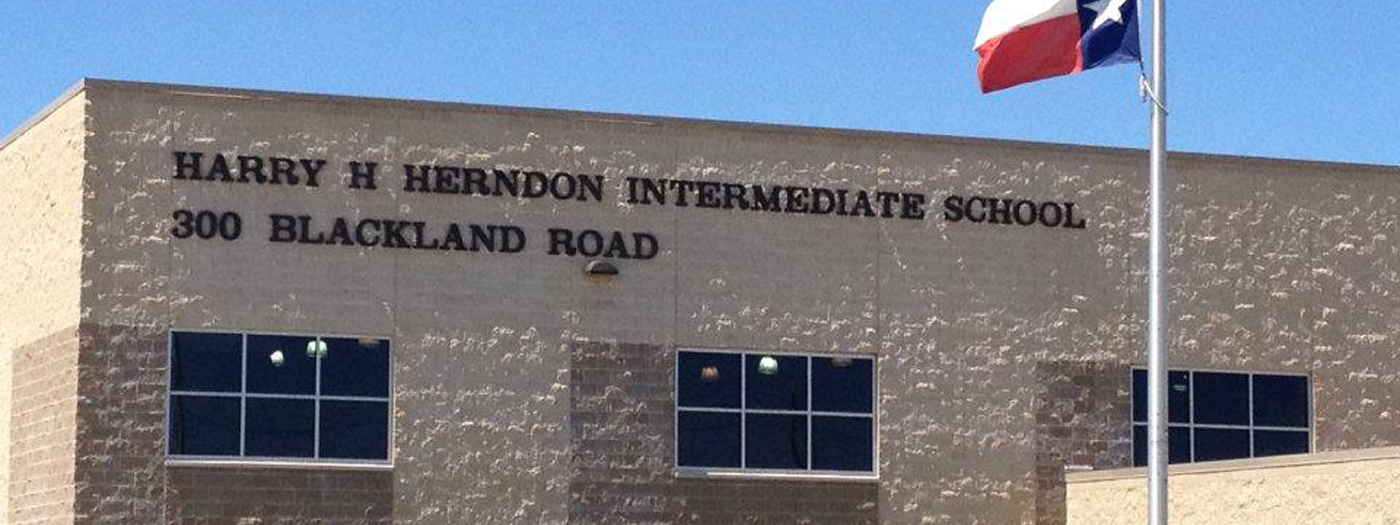 HARRY H HERNDON INTERMEDIATE SCHOOL
300 BLACKLAND ROAD